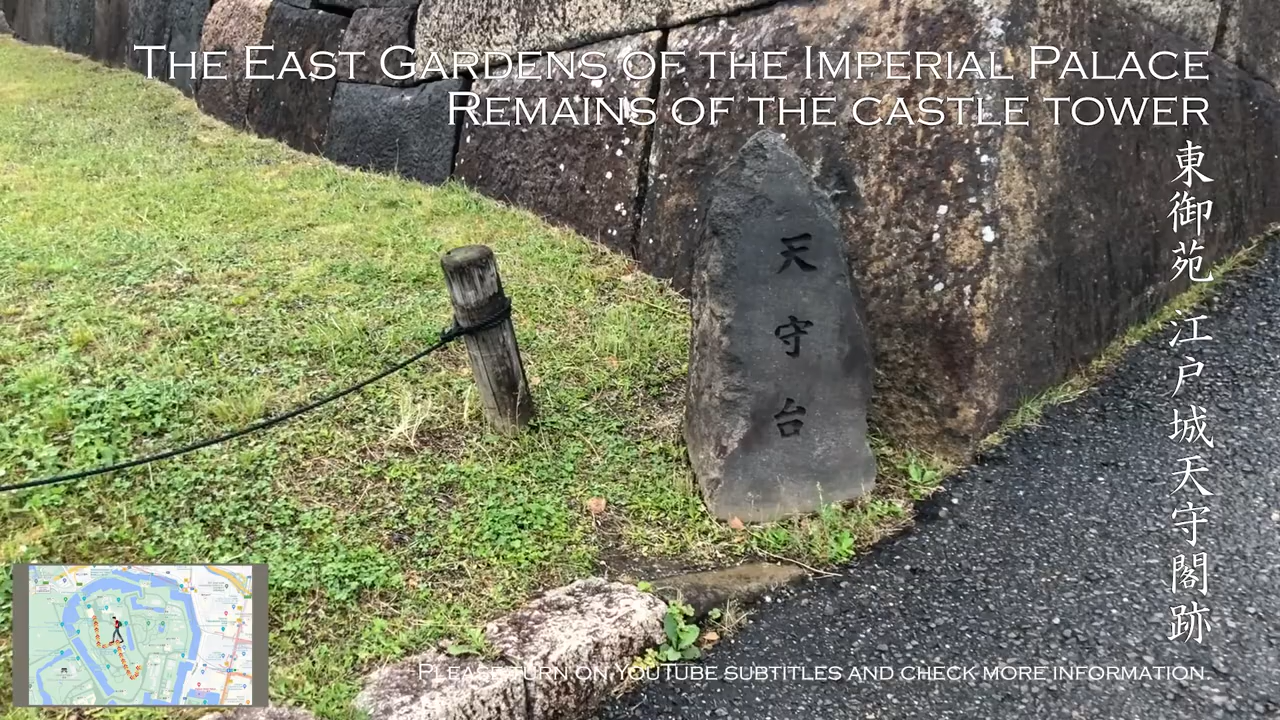 The East Gardens of the Imperial Palace
Remains of the castle tower
東御苑 江戸城天守閣跡
天守台
Please turn on YouTube subtitles and check more information.